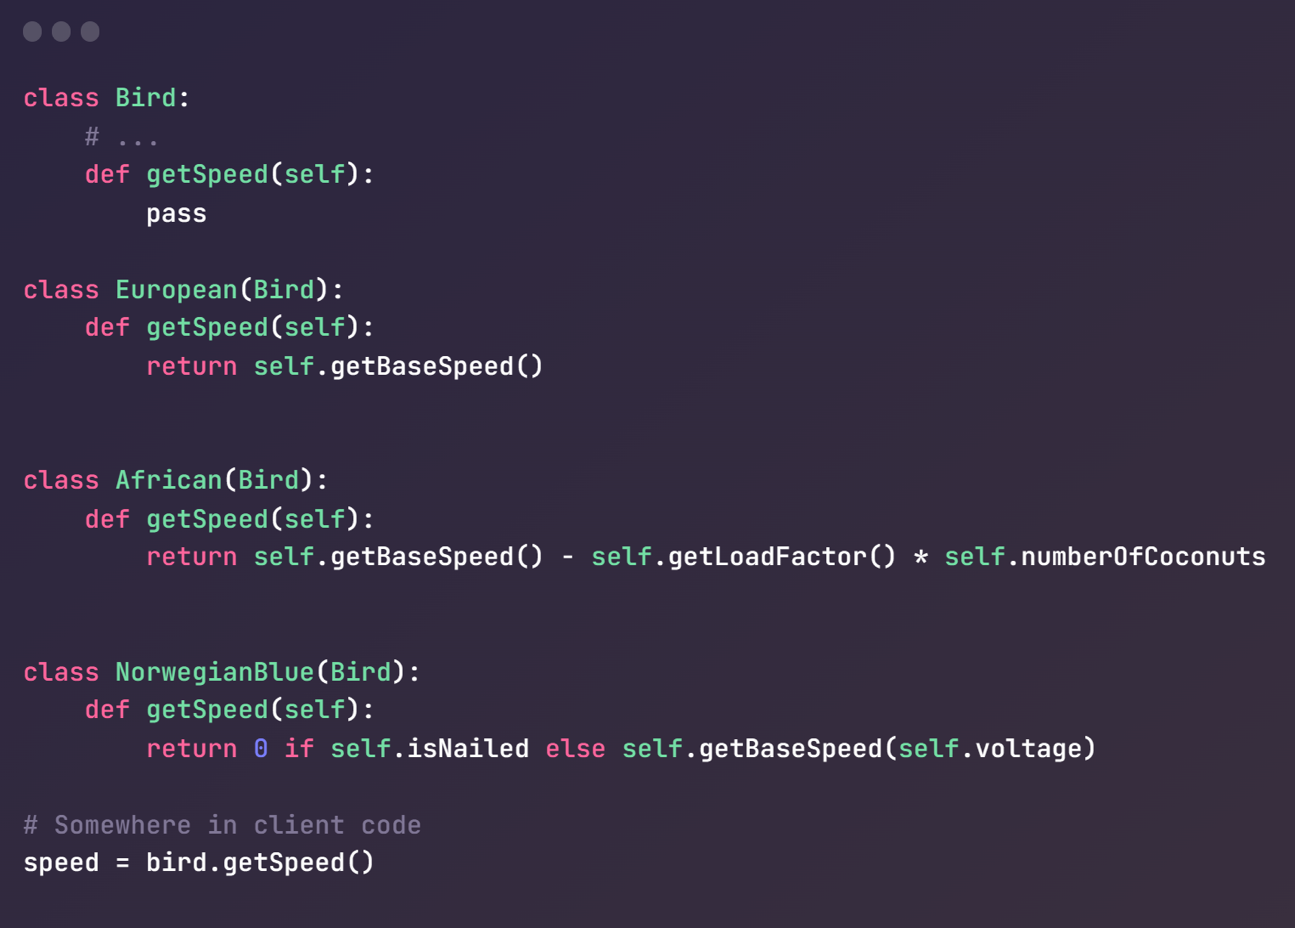 class Bird:
    # ...
    def getSpeed(self):
        pass

class European(Bird):
    def getSpeed(self):
        return self.getBaseSpeed()


class African(Bird):
    def getSpeed(self):
        return self.getBaseSpeed() - self.getLoadFactor() * self.numberOfCoconuts


class NorwegianBlue(Bird):
    def getSpeed(self):
        return 0 if self.isNailed else self.getBaseSpeed(self.voltage)

# Somewhere in client code
speed = bird.getSpeed()